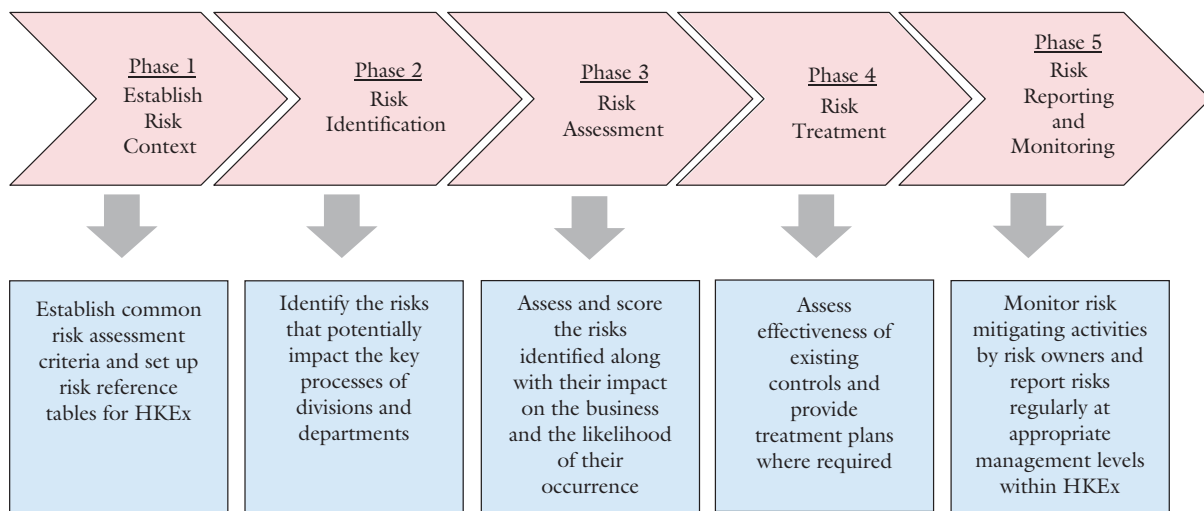 Phase 1
Establish
Risk
Context
Phase 2
Risk
Identification
Phase 3
Risk
Assessment
Phase 4
Risk
Treatment
Phase 5
Risk
Reporting
and
Monitoring
Establish common
risk assessment
criteria and set up
risk reference
tables for HKEx
Identify the risks
that potentially
impact the key
processes of
divisions and
departments
Assess and score
the risks
identified along
with their impact
on the business
and the likelihood
of their
occurrence
Assess
effectiveness of
existing
controls and
provide
treatment plans
where required
Monitor risk
mitigating activities
by risk owners and
report risks
regularly at
appropriate
management levels
within HKEx